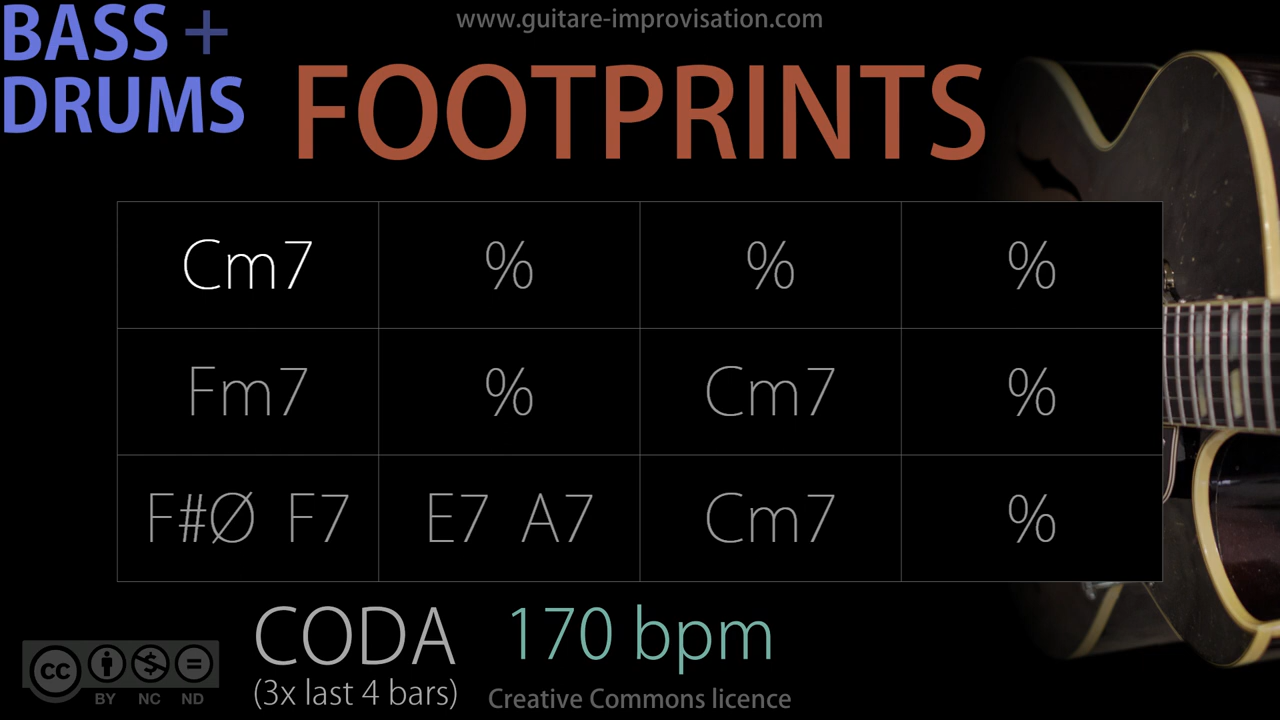 www.guitare-improvisation.com
BASS +
DRUMS
FOOTPRINTS
Cm7 % % %
Fm7 % Cm7 %
F#Ø F7 E7 A7 Cm7 %
CODA 170 bpm
(3x last 4 bars) Creative Commons licence
cc BY NC ND